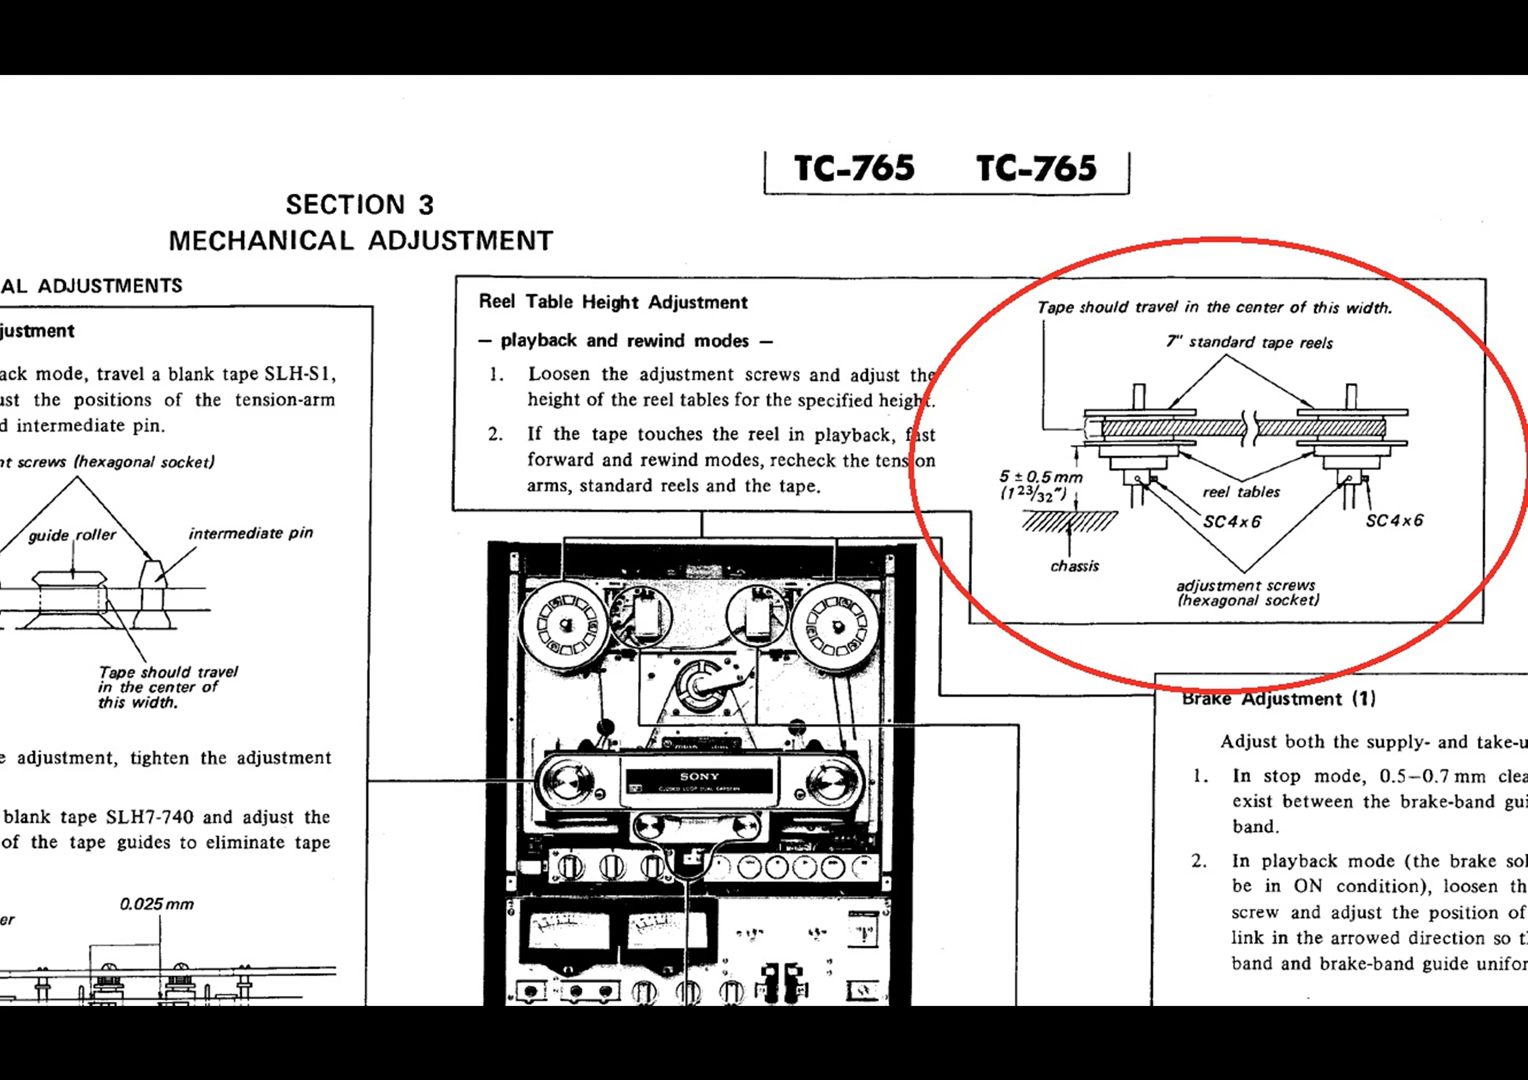 TC-765 TC-765
SECTION 3
MECHANICAL ADJUSTMENT
AL ADJUSTMENTS
justment
ack mode, travel a blank tape SLH-S1,
ust the positions of the tension-arm
d intermediate pin.
nt screws (hexagonal socket)
guide roller
intermediate pin
Tape should travel
in the center of
this width.
e adjustment, tighten the adjustment
blank tape SLH7-740 and adjust the
of the tape guides to eliminate tape
0.025 mm
er
Reel Table Height Adjustment
— playback and rewind modes —
1. Loosen the adjustment screws and adjust the
height of the reel tables for the specified height.
2. If the tape touches the reel in playback, fast
forward and rewind modes, recheck the tension
arms, standard reels and the tape.
Tape should travel in the center of this width.
7" standard tape reels
5 ± 0.5 mm
(1 23/32")
reel tables
SC 4 x 6
SC 4 x 6
chassis
adjustment screws
(hexagonal socket)
SONY
CLOSED LOOP DUAL CAPSTAN
Brake Adjustment (1)
Adjust both the supply- and take-u
1. In stop mode, 0.5—0.7 mm clea
exist between the brake-band gui
band.
2. In playback mode (the brake sol
be in ON condition), loosen th
screw and adjust the position of
link in the arrowed direction so t
band and brake-band guide unifor